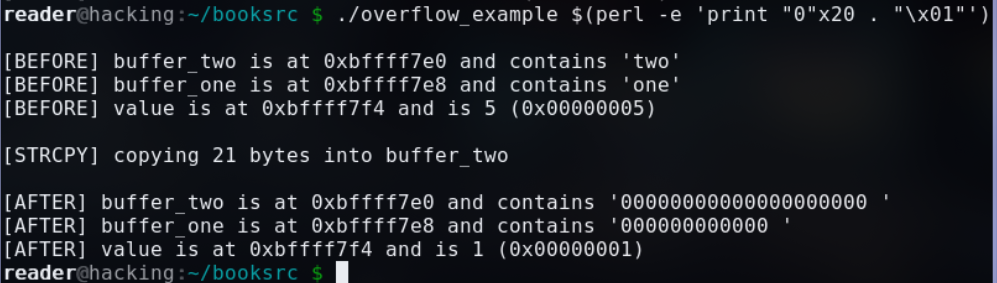 reader@hacking:~/booksrc $ ./overflow_example $(perl -e 'print "0"x20 . "\x01"')
[BEFORE] buffer_two is at 0xbffff7e0 and contains 'two'
[BEFORE] buffer_one is at 0xbffff7e8 and contains 'one'
[BEFORE] value is at 0xbffff7f4 and is 5 (0x00000005)
[STRCPY] copying 21 bytes into buffer_two
[AFTER] buffer_two is at 0xbffff7e0 and contains '00000000000000000000 '
[AFTER] buffer_one is at 0xbffff7e8 and contains '000000000000 '
[AFTER] value is at 0xbffff7f4 and is 1 (0x00000001)
reader@hacking:~/booksrc $